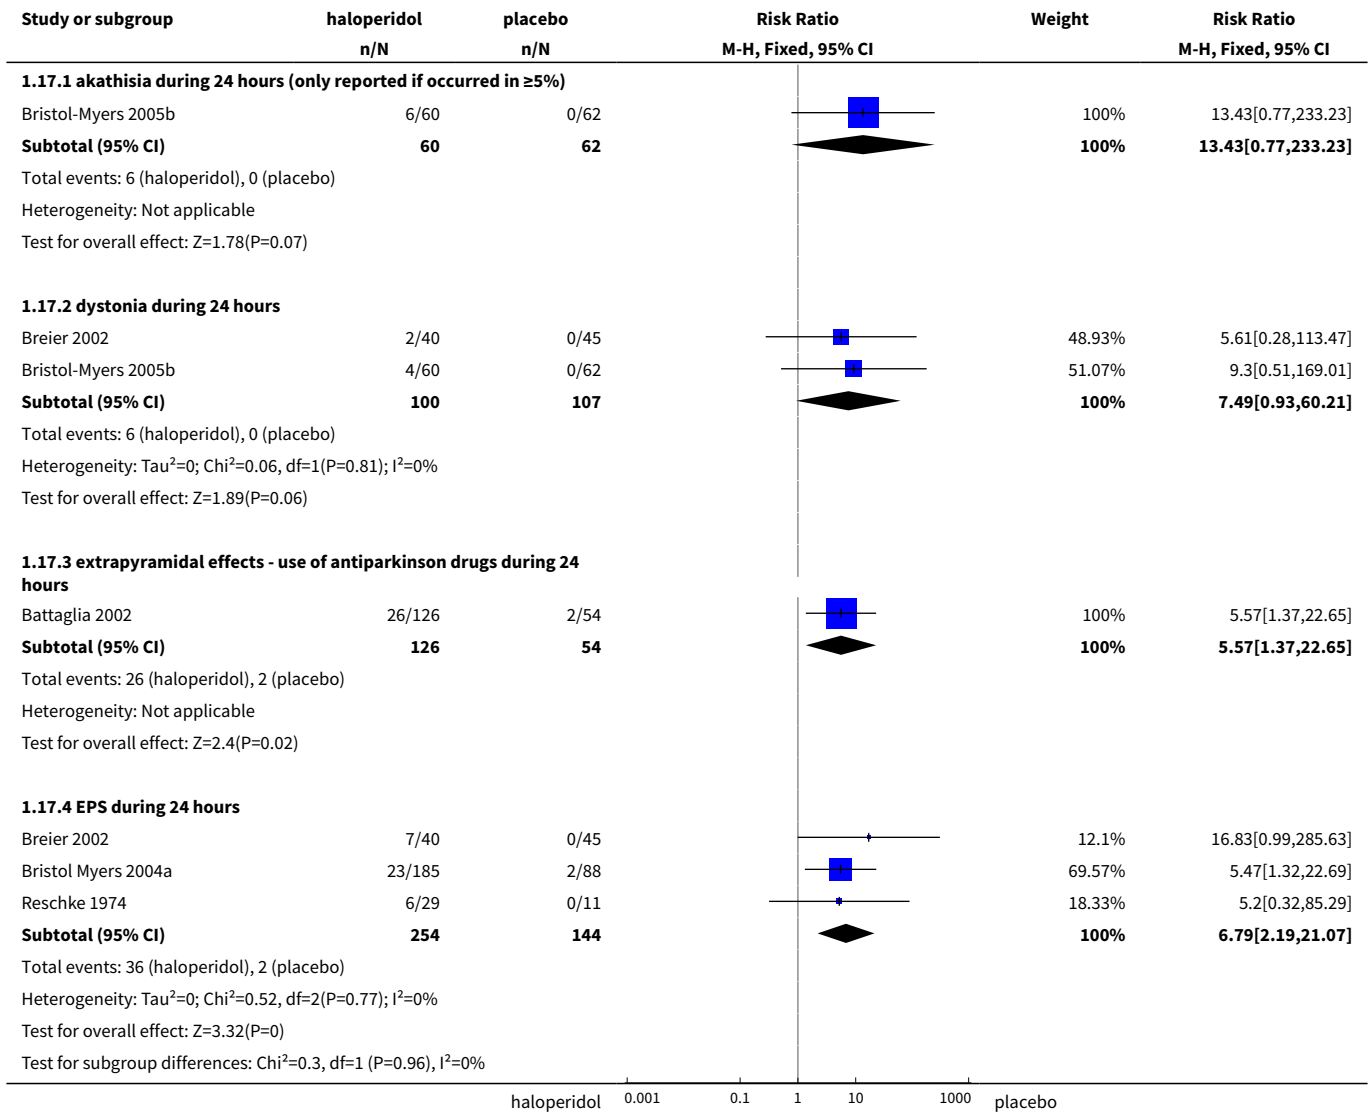 Study or subgroup haloperidol placebo Risk Ratio Weight Risk Ratio
n/N n/N M-H, Fixed, 95% CI M-H, Fixed, 95% CI
1.17.1 akathisia during 24 hours (only reported if occurred in ≥5%)
Bristol-Myers 2005b 6/60 0/62 100% 13.43[0.77,233.23]
Subtotal (95% CI) 60 62 100% 13.43[0.77,233.23]
Total events: 6 (haloperidol), 0 (placebo)
Heterogeneity: Not applicable
Test for overall effect: Z=1.78(P=0.07)
1.17.2 dystonia during 24 hours
Breier 2002 2/40 0/45 48.93% 5.61[0.28,113.47]
Bristol-Myers 2005b 4/60 0/62 51.07% 9.3[0.51,169.01]
Subtotal (95% CI) 100 107 100% 7.49[0.93,60.21]
Total events: 6 (haloperidol), 0 (placebo)
Heterogeneity: Tau²=0; Chi²=0.06, df=1(P=0.81); I²=0%
Test for overall effect: Z=1.89(P=0.06)
1.17.3 extrapyramidal effects - use of antiparkinson drugs during 24
hours
Battaglia 2002 26/126 2/54 100% 5.57[1.37,22.65]
Subtotal (95% CI) 126 54 100% 5.57[1.37,22.65]
Total events: 26 (haloperidol), 2 (placebo)
Heterogeneity: Not applicable
Test for overall effect: Z=2.4(P=0.02)
1.17.4 EPS during 24 hours
Breier 2002 7/40 0/45 12.1% 16.83[0.99,285.63]
Bristol Myers 2004a 23/185 2/88 69.57% 5.47[1.32,22.69]
Reschke 1974 6/29 0/11 18.33% 5.2[0.32,85.29]
Subtotal (95% CI) 254 144 100% 6.79[2.19,21.07]
Total events: 36 (haloperidol), 2 (placebo)
Heterogeneity: Tau²=0; Chi²=0.52, df=2(P=0.77); I²=0%
Test for overall effect: Z=3.32(P=0)
Test for subgroup differences: Chi²=0.3, df=1 (P=0.96), I²=0%
haloperidol 0.001 0.1 1 10 1000 placebo